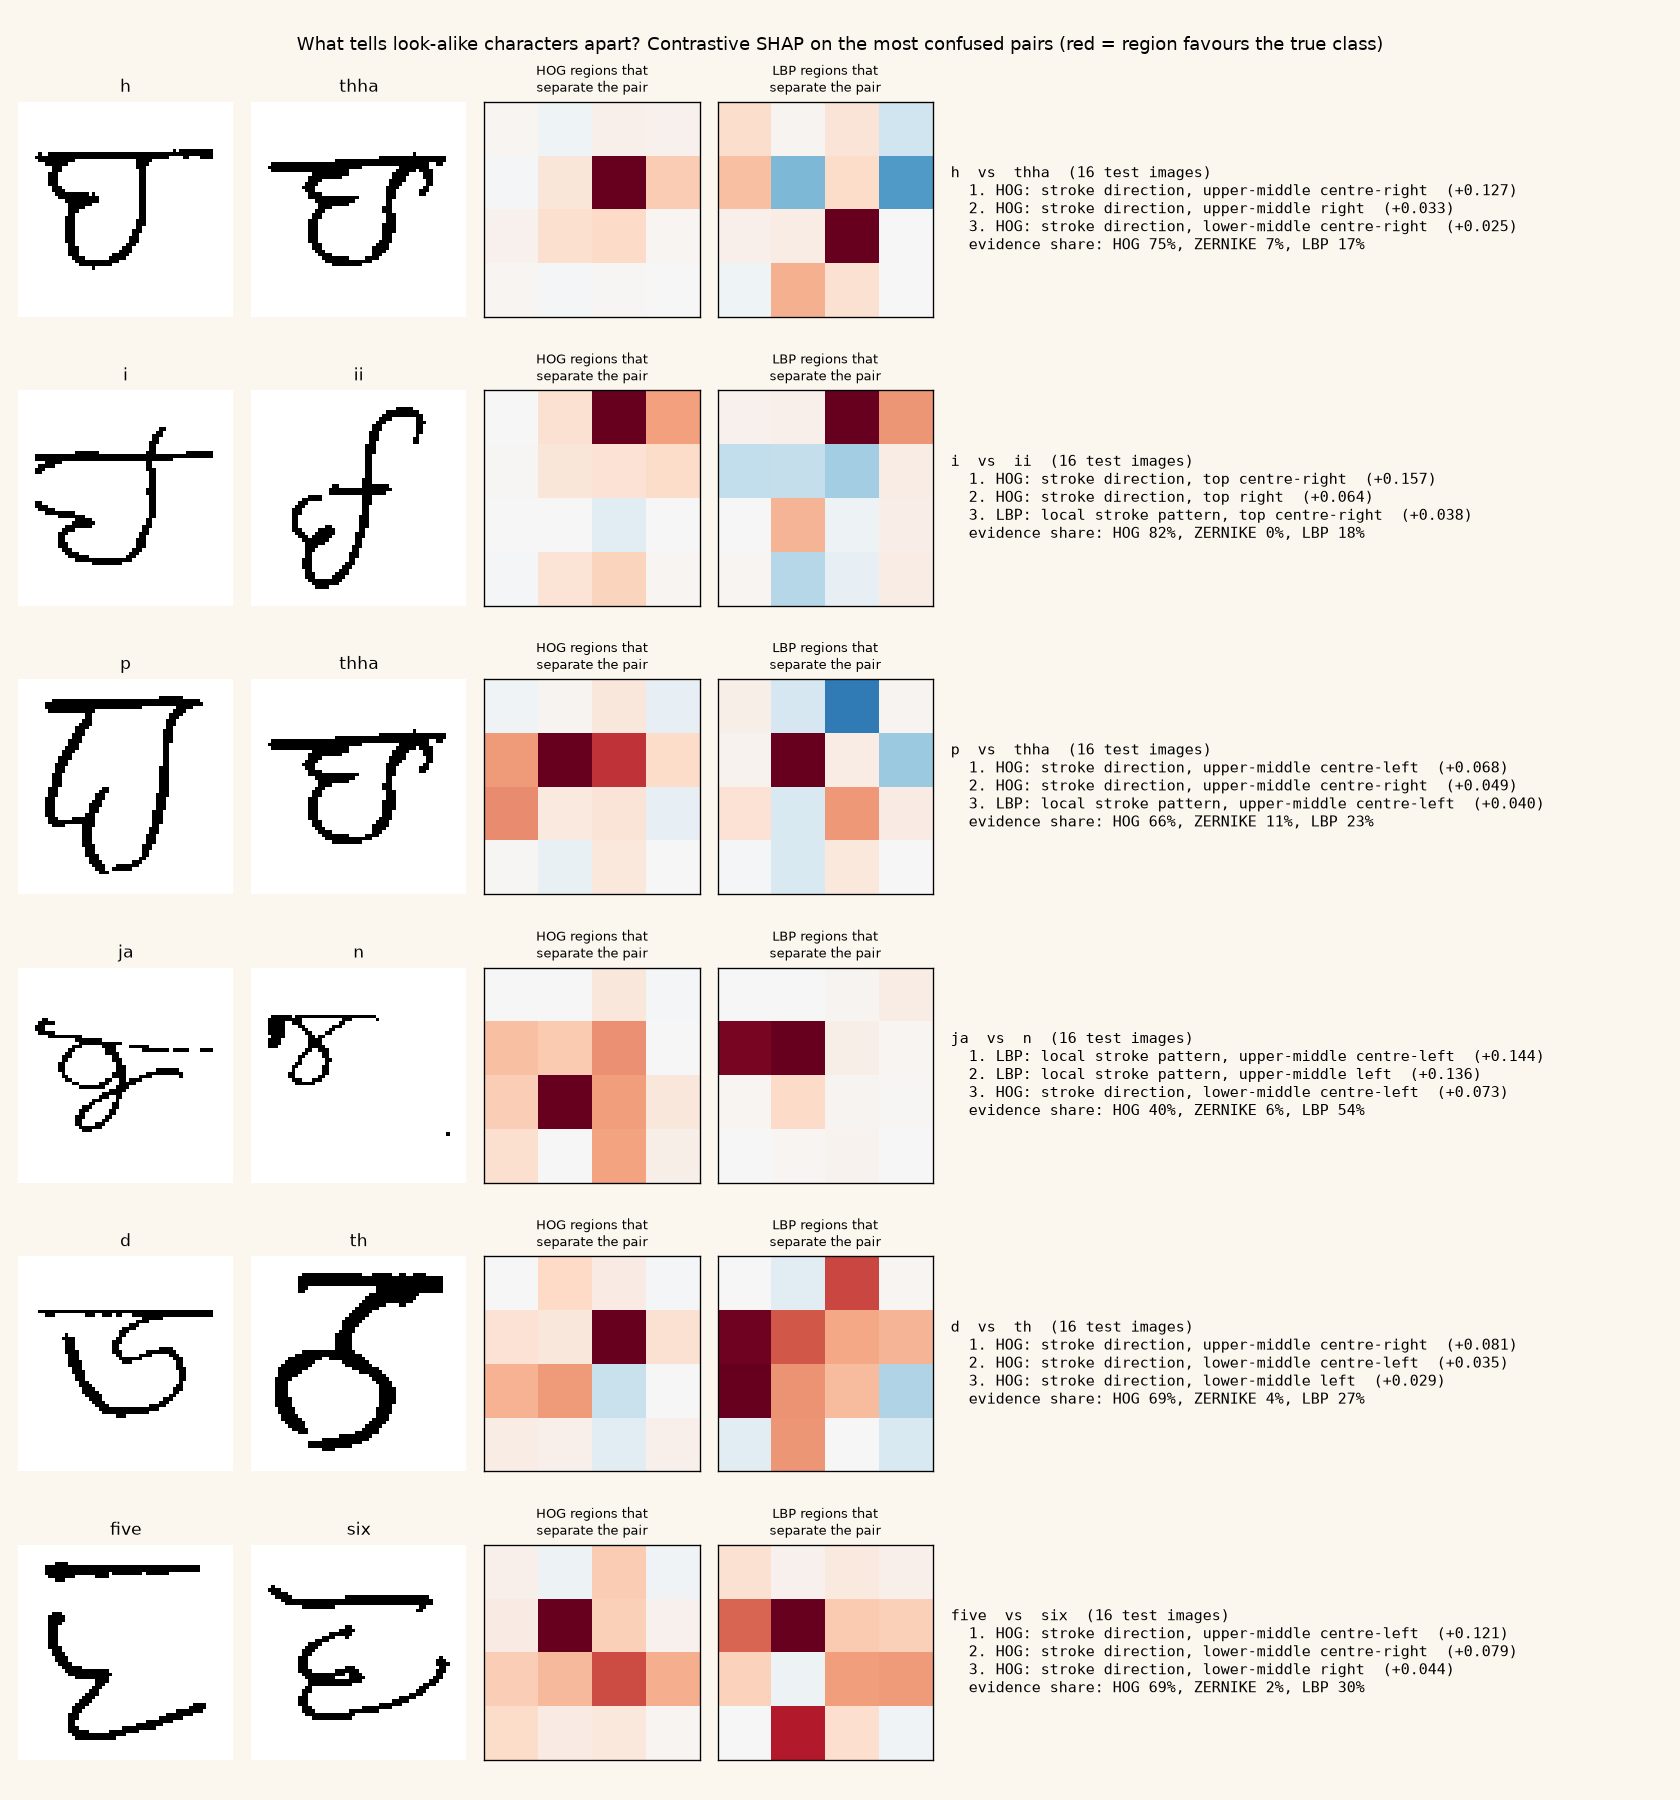 What tells look-alike characters apart? Contrastive SHAP on the most confused pairs (red = region favours the true class)
h
thha
HOG regions that
separate the pair
LBP regions that
separate the pair
h vs thha (16 test images)
1. HOG: stroke direction, upper-middle centre-right (+0.127)
2. HOG: stroke direction, upper-middle right (+0.033)
3. HOG: stroke direction, lower-middle centre-right (+0.025)
evidence share: HOG 75%, ZERNIKE 7%, LBP 17%
i
ii
HOG regions that
separate the pair
LBP regions that
separate the pair
i vs ii (16 test images)
1. HOG: stroke direction, top centre-right (+0.157)
2. HOG: stroke direction, top right (+0.064)
3. LBP: local stroke pattern, top centre-right (+0.038)
evidence share: HOG 82%, ZERNIKE 0%, LBP 18%
p
thha
HOG regions that
separate the pair
LBP regions that
separate the pair
p vs thha (16 test images)
1. HOG: stroke direction, upper-middle centre-left (+0.068)
2. HOG: stroke direction, upper-middle centre-right (+0.049)
3. LBP: local stroke pattern, upper-middle centre-left (+0.040)
evidence share: HOG 66%, ZERNIKE 11%, LBP 23%
ja
n
HOG regions that
separate the pair
LBP regions that
separate the pair
ja vs n (16 test images)
1. LBP: local stroke pattern, upper-middle centre-left (+0.144)
2. LBP: local stroke pattern, upper-middle left (+0.136)
3. HOG: stroke direction, lower-middle centre-left (+0.073)
evidence share: HOG 40%, ZERNIKE 6%, LBP 54%
d
th
HOG regions that
separate the pair
LBP regions that
separate the pair
d vs th (16 test images)
1. HOG: stroke direction, upper-middle centre-right (+0.081)
2. HOG: stroke direction, lower-middle centre-left (+0.035)
3. HOG: stroke direction, lower-middle left (+0.029)
evidence share: HOG 69%, ZERNIKE 4%, LBP 27%
five
six
HOG regions that
separate the pair
LBP regions that
separate the pair
five vs six (16 test images)
1. HOG: stroke direction, upper-middle centre-left (+0.121)
2. HOG: stroke direction, lower-middle centre-right (+0.079)
3. HOG: stroke direction, lower-middle right (+0.044)
evidence share: HOG 69%, ZERNIKE 2%, LBP 30%